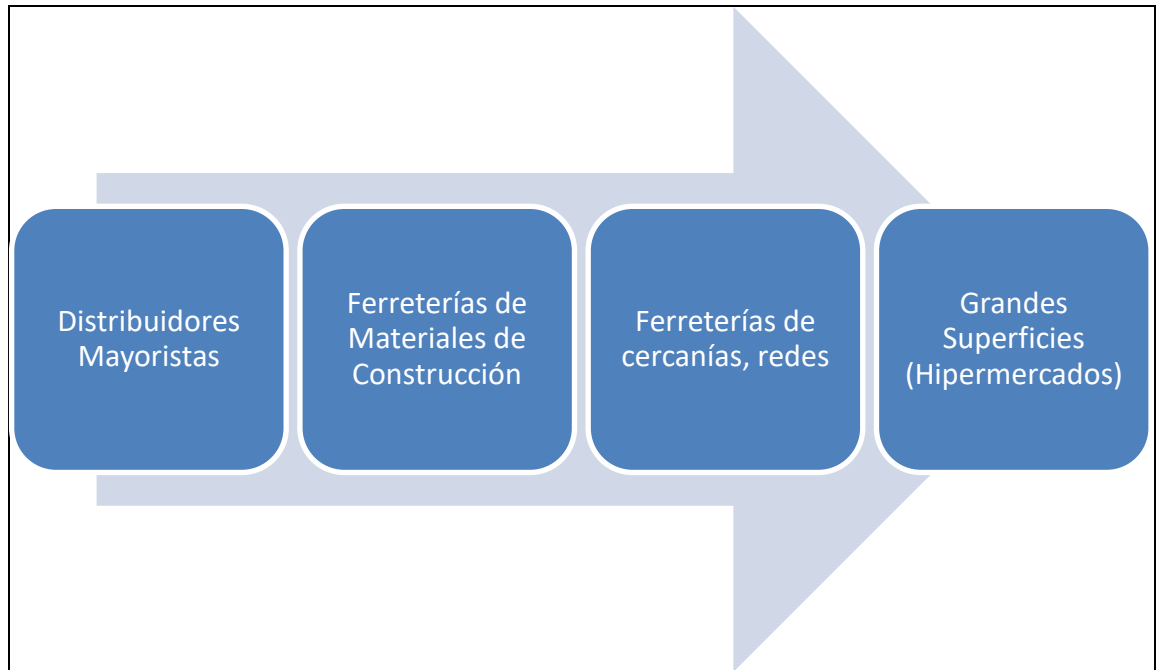 Distribuidores
Mayoristas
Ferreterías de
Materiales de
Construcción
Ferreterías de
cercanías, redes
Grandes
Superficies
(Hipermercados)